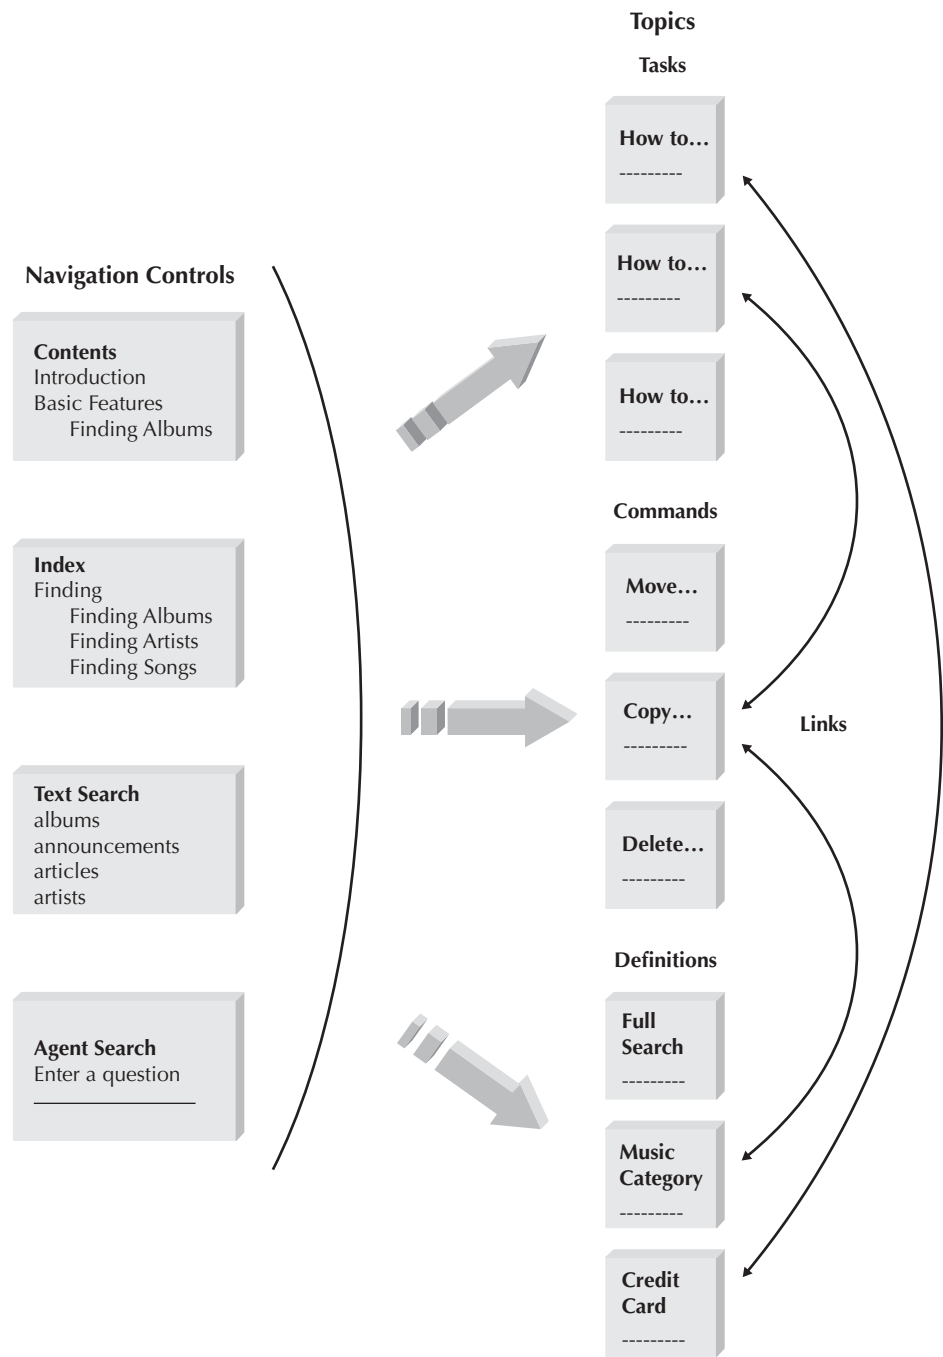 Topics
Tasks
How to…
---------
How to…
---------
How to…
---------
Navigation Controls
Contents
Introduction
Basic Features
Finding Albums
Index
Finding
Finding Albums
Finding Artists
Finding Songs
Text Search
albums
announcements
articles
artists
Agent Search
Enter a question
Commands
Move…
---------
Copy…
---------
Delete…
---------
Links
Definitions
Full
Search
---------
Music
Category
---------
Credit
Card
---------